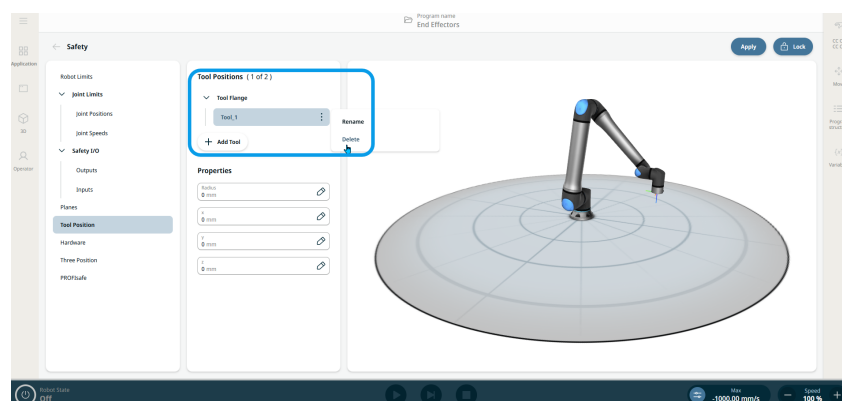 Program name
End Effectors
Safety
Apply
Lock
Application
Robot Limits
Joint Limits
Joint Positions
Joint Speeds
Safety I/O
Outputs
Inputs
Planes
Tool Position
Hardware
Three Position
PROFIsafe
3D
Operator
Tool Positions (1 of 2)
Tool Flange
Tool_1
Rename
Delete
Add Tool
Properties
Radius
0 mm
X
0 mm
Y
0 mm
Z
0 mm
Robot State
Off
Max
-1000.00 mm/s
Speed
100 %